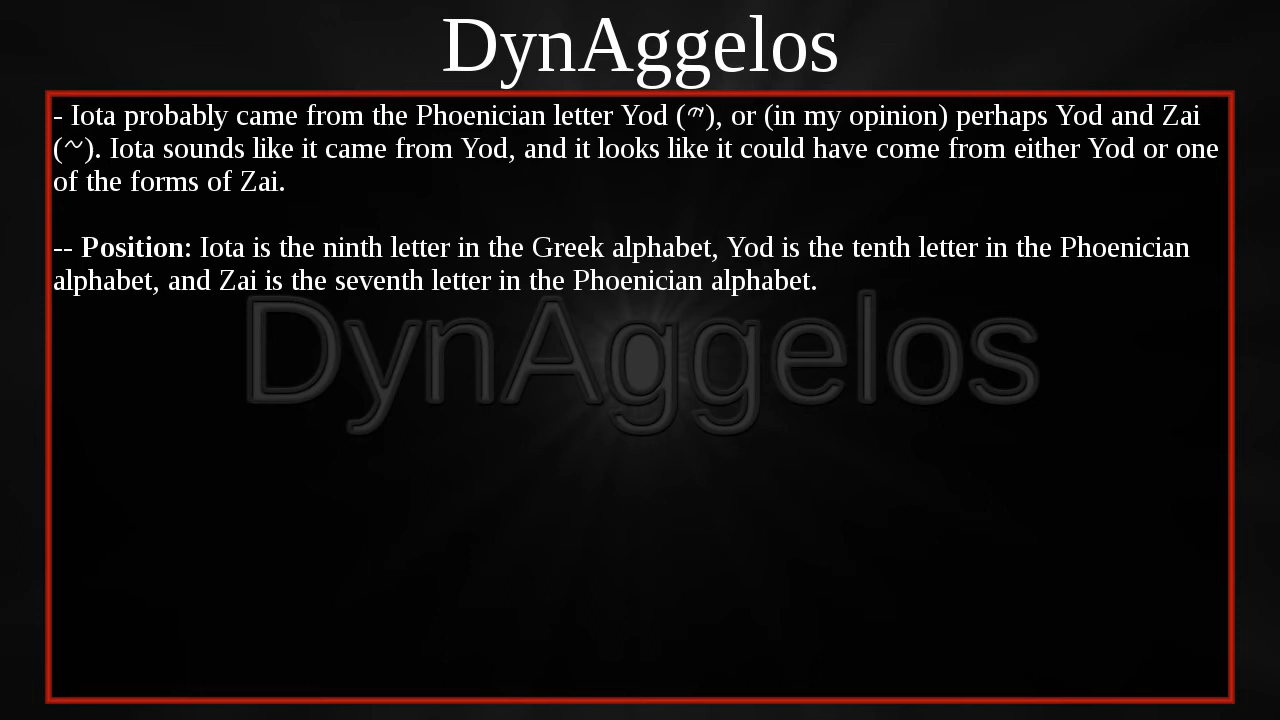 DynAggelos
- Iota probably came from the Phoenician letter Yod (𐤉), or (in my opinion) perhaps Yod and Zai
(~). Iota sounds like it came from Yod, and it looks like it could have come from either Yod or one
of the forms of Zai.
-- Position: Iota is the ninth letter in the Greek alphabet, Yod is the tenth letter in the Phoenician
alphabet, and Zai is the seventh letter in the Phoenician alphabet.
DynAggelos